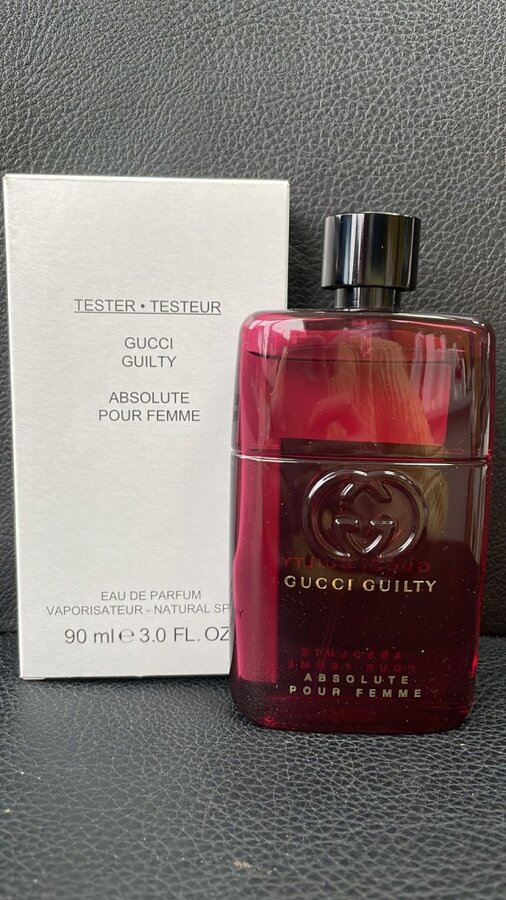 TESTER • TESTEUR
GUCCI
GUILTY
ABSOLUTE
POUR FEMME
EAU DE PARFUM
VAPORISATEUR - NATURAL SP Y
90 ml e 3.0 FL. OZ
GUCCI GUILTY
ABSOLUTE
POUR FEMME